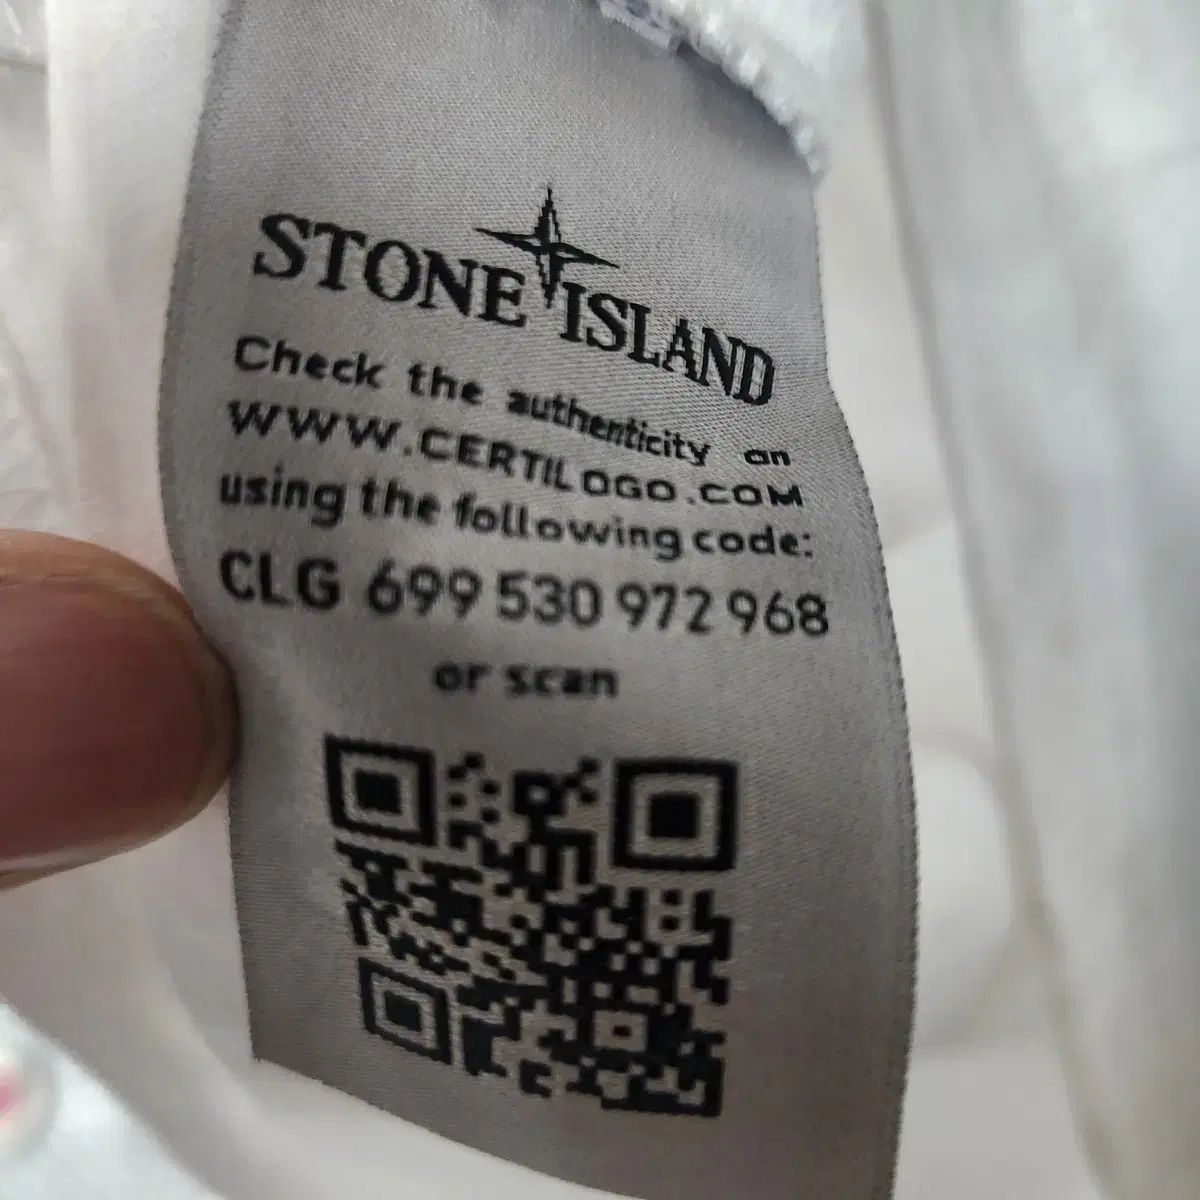 STONE ISLAND
Check the authenticity an
WWW.CERTILOGO.COM
using the following code:
CLG 699 530 972 968
or scan